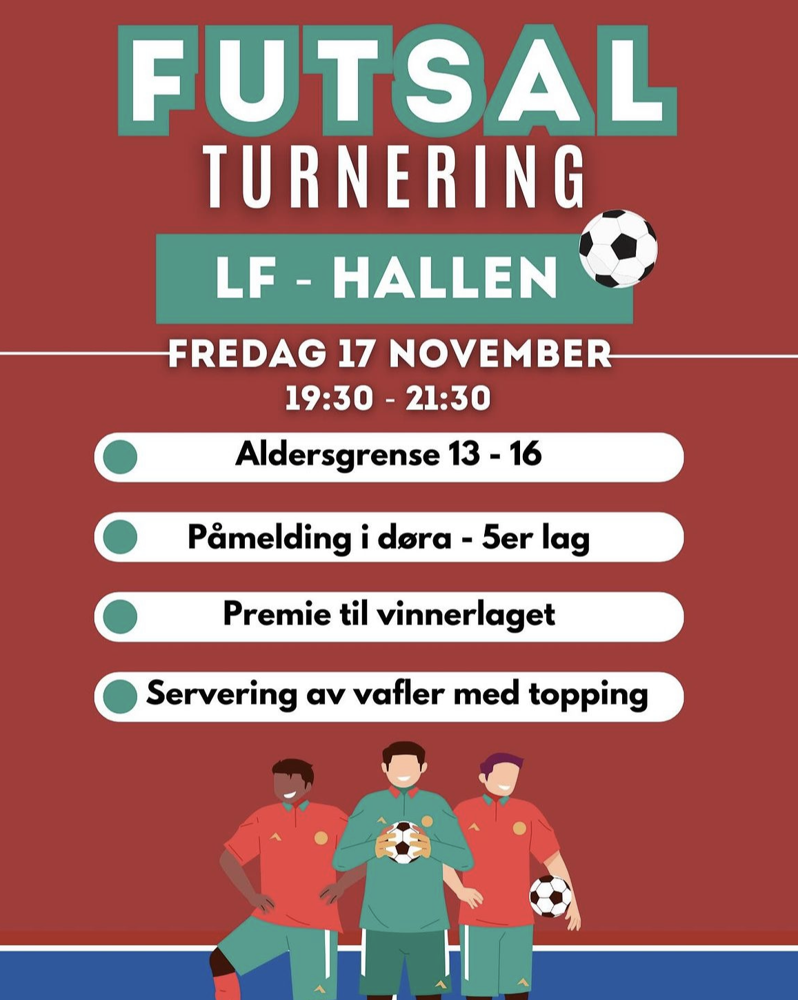 FUTSAL
TURNERING
LF - HALLEN
FREDAG 17 NOVEMBER
19:30 - 21:30
Aldersgrense 13 - 16
Påmelding i døra - 5er lag
Premie til vinnerlaget
Servering av vafler med topping